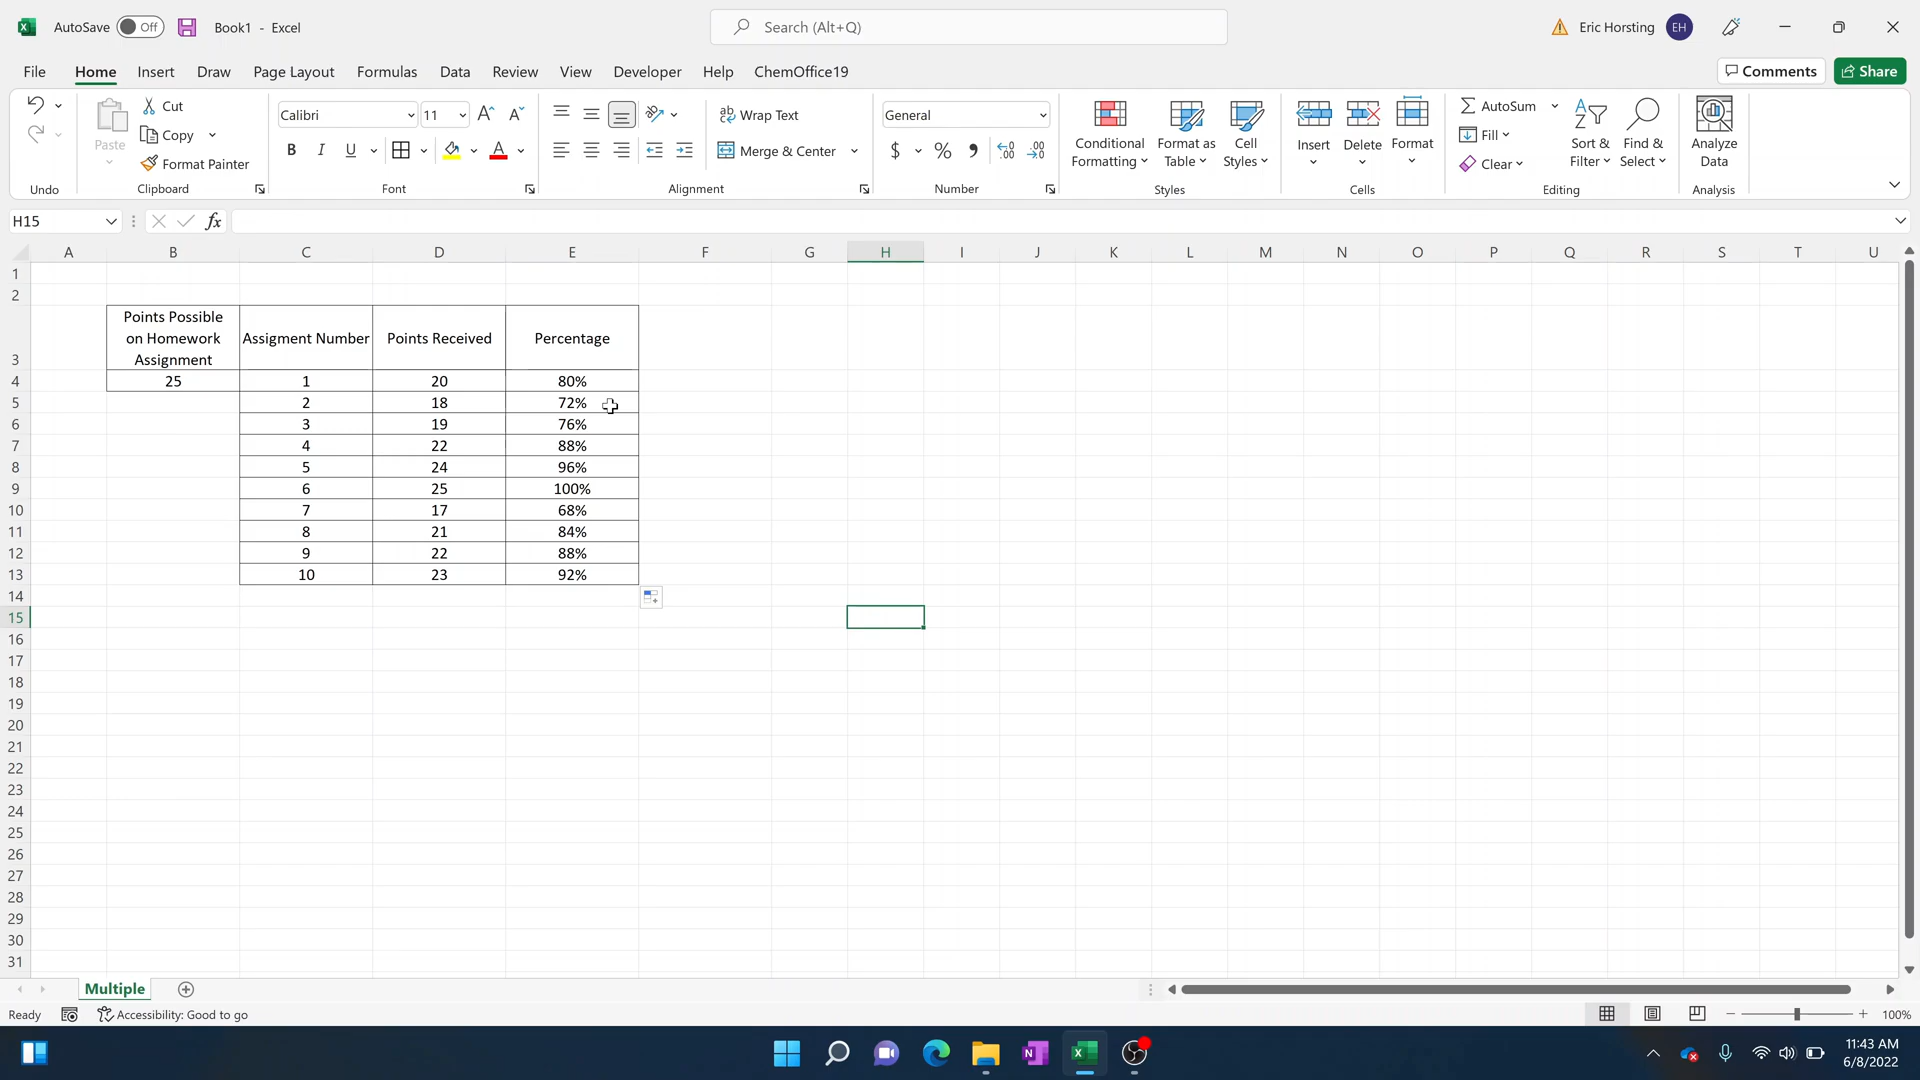 AutoSave Off Book1 - Excel Search (Alt+Q) Eric Horsting EH
File Home Insert Draw Page Layout Formulas Data Review View Developer Help ChemOffice19 Comments Share
Paste
Cut
Copy
Format Painter
Calibri 11
B I U
Wrap Text
Merge & Center
General
$ %
Conditional Formatting
Format as Table
Cell Styles
Insert
Delete
Format
AutoSum
Fill
Clear
Sort & Filter
Find & Select
Analyze Data
Undo Clipboard Font Alignment Number Styles Cells Editing Analysis
H15 fx
A B C D E F G H I J K L M N O P Q R S T U
1
2
3 Points Possible on Homework Assignment Assigment Number Points Received Percentage
4 25 1 20 80%
5 2 18 72%
6 3 19 76%
7 4 22 88%
8 5 24 96%
9 6 25 100%
10 7 17 68%
11 8 21 84%
12 9 22 88%
13 10 23 92%
14
15
16
17
18
19
20
21
22
23
24
25
26
27
28
29
30
31
Multiple
Ready Accessibility: Good to go 100%
11:43 AM
6/8/2022